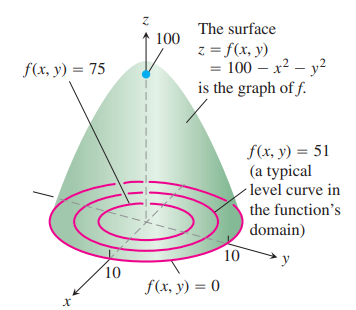 z
100
The surface
z = f(x, y)
= 100 − x² − y²
is the graph of f.
f(x, y) = 75
f(x, y) = 51
(a typical
level curve in
the function's
domain)
10
10
y
x
f(x, y) = 0